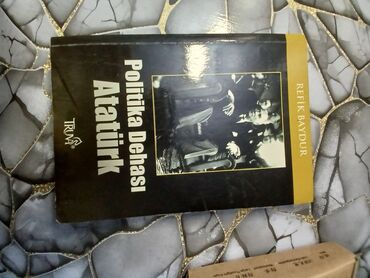 REFİK BAYDUR
Politika Dehası
Atatürk
TRUVA